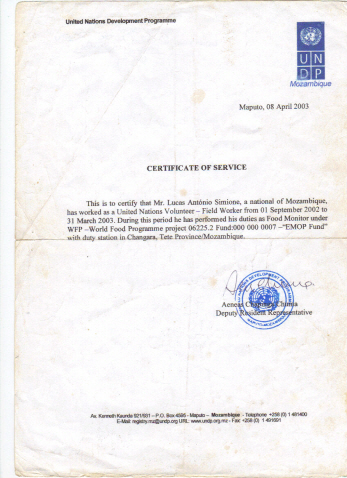 United Nations Development Programme
U N
D P
Mozambique
Maputo, 08 April 2003
CERTIFICATE OF SERVICE
This is to certify that Mr. Lucas António Simione, a national of Mozambique,
has worked as a United Nations Volunteer – Field Worker from 01 September 2002 to
31 March 2003. During this period he has performed his duties as Food Monitor under
WFP –World Food Programme project 06225.2 Fund:000 000 0007 –"EMOP Fund"
with duty station in Changara, Tete Province/Mozambique.
Aeneas Chuma
Deputy Resident Representative
Av. Kenneth Kaunda 921/931 – P.O. Box 4595 - Maputo – Mozambique - Telephone +258 (0) 1 481400
E-Mail: registry.mz@undp.org URL: www.undp.org.mz - Fax: +258 (0) 1 491691